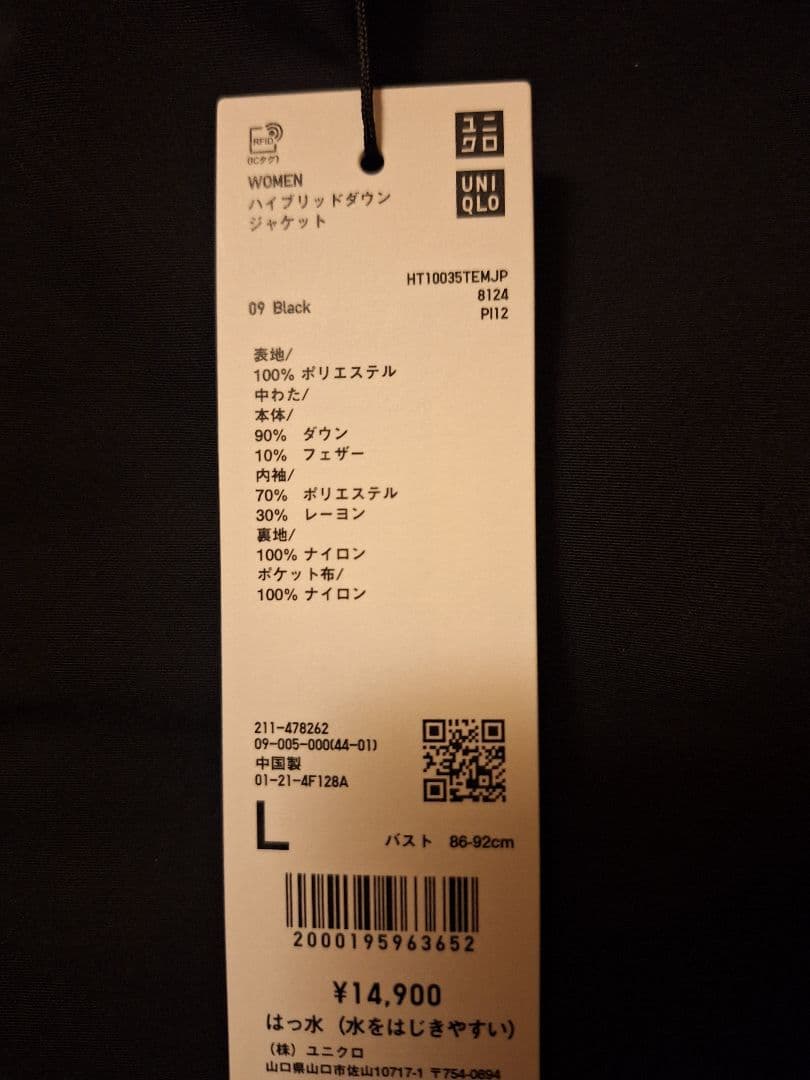 RFID
(ICタグ)
ユニ
クロ
UNI
QLO
WOMEN
ハイブリッドダウン
ジャケット
HT10035TEMJP
8124
PI12
09 Black
表地/
100% ポリエステル
中わた/
本体/
90% ダウン
10% フェザー
内袖/
70% ポリエステル
30% レーヨン
裏地/
100% ナイロン
ポケット布/
100% ナイロン
211-478262
09-005-000(44-01)
中国製
01-21-4F128A
L
バスト 86-92cm
2000195963652
¥14,900
はっ水（水をはじきやすい）
（株）ユニクロ
山口県山口市佐山10717-1 〒754-0894